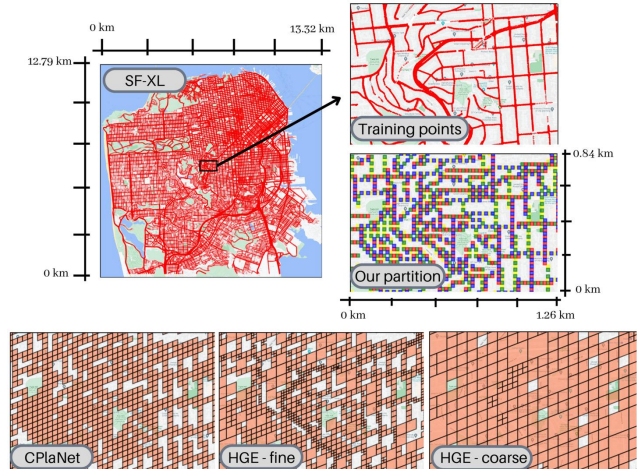 0 km
13.32 km
12.79 km
SF-XL
0 km
Training points
0.84 km
Our partition
0 km
0 km
1.26 km
CPlaNet
HGE - fine
HGE - coarse